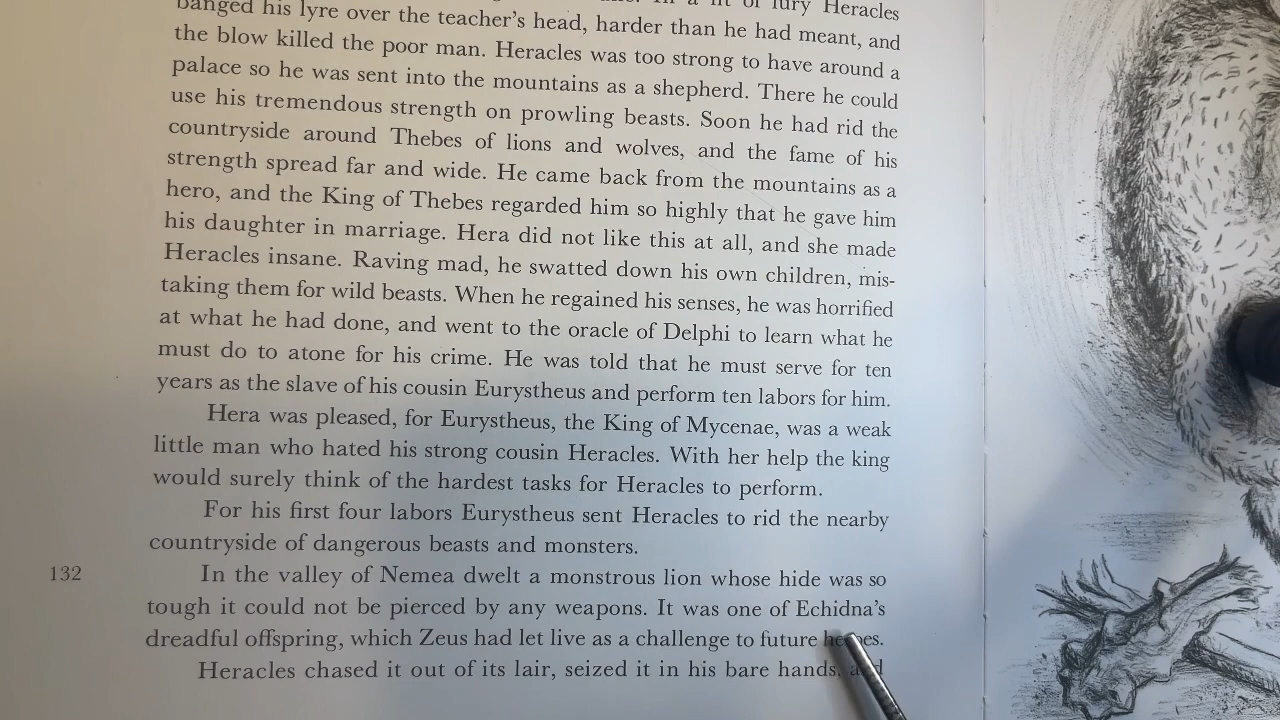 a fit of fury Heracles
banged his lyre over the teacher's head, harder than he had meant, and
the blow killed the poor man. Heracles was too strong to have around a
palace so he was sent into the mountains as a shepherd. There he could
use his tremendous strength on prowling beasts. Soon he had rid the
countryside around Thebes of lions and wolves, and the fame of his
strength spread far and wide. He came back from the mountains as a
hero, and the King of Thebes regarded him so highly that he gave him
his daughter in marriage. Hera did not like this at all, and she made
Heracles insane. Raving mad, he swatted down his own children, mis-
taking them for wild beasts. When he regained his senses, he was horrified
at what he had done, and went to the oracle of Delphi to learn what he
must do to atone for his crime. He was told that he must serve for ten
years as the slave of his cousin Eurystheus and perform ten labors for him.
Hera was pleased, for Eurystheus, the King of Mycenae, was a weak
little man who hated his strong cousin Heracles. With her help the king
would surely think of the hardest tasks for Heracles to perform.
For his first four labors Eurystheus sent Heracles to rid the nearby
countryside of dangerous beasts and monsters.
132
In the valley of Nemea dwelt a monstrous lion whose hide was so
tough it could not be pierced by any weapons. It was one of Echidna's
dreadful offspring, which Zeus had let live as a challenge to future heroes.
Heracles chased it out of its lair, seized it in his bare hands, and